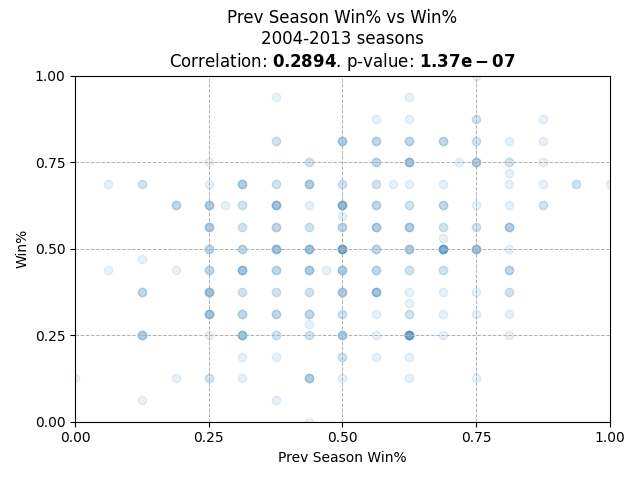 Prev Season Win% vs Win%
2004-2013 seasons
Correlation: 0.2894. p-value: 1.37e − 07
1.00
0.75
0.50
0.25
0.00
Win%
0.00 0.25 0.50 0.75 1.00
Prev Season Win%